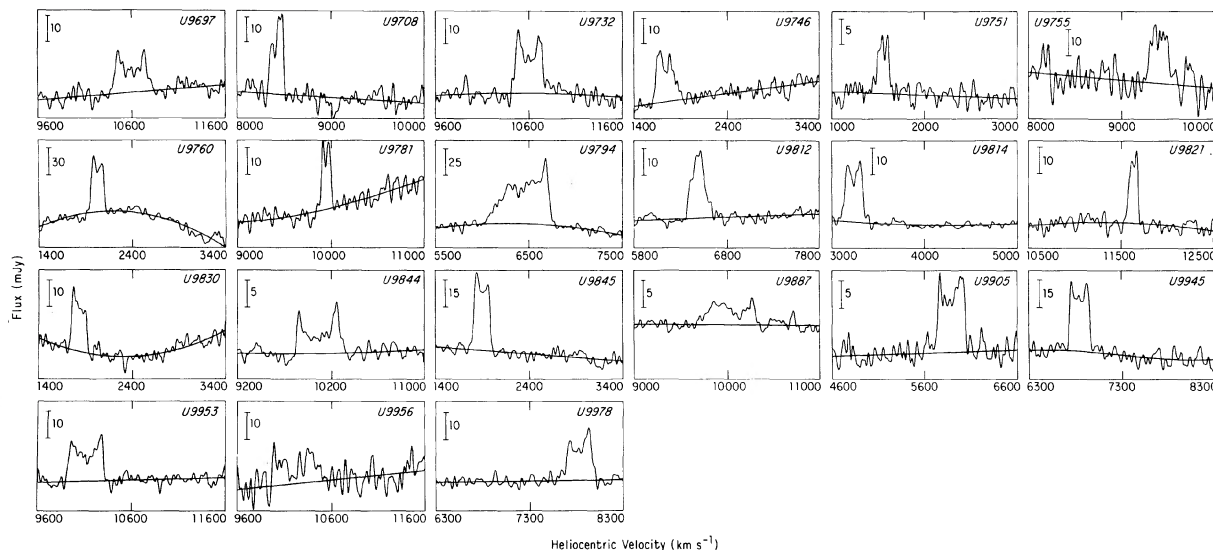 U9697 U9708 U9732 U9746 U9751 U9755
10 10 10 10 5 10
9600 10600 11600 8000 9000 10000 9600 10600 11600 1400 2400 3400 1000 2000 3000 8000 9000 10000
U9760 U9781 U9794 U9812 U9814 U9821
30 10 25 10 10 10
1400 2400 3400 9000 10000 11000 5500 6500 7500 5800 6800 7800 3000 4000 5000 10500 11500 12500
U9830 U9844 U9845 U9887 U9905 U9945
10 5 15 5 5 15
1400 2400 3400 9200 10200 11000 1400 2400 3400 9000 10000 11000 4600 5600 6600 6300 7300 8300
U9953 U9956 U9978
10 10 10
9600 10600 11600 9600 10600 11600 6300 7300 8300
Flux (mJy)
Heliocentric Velocity (km s⁻¹)